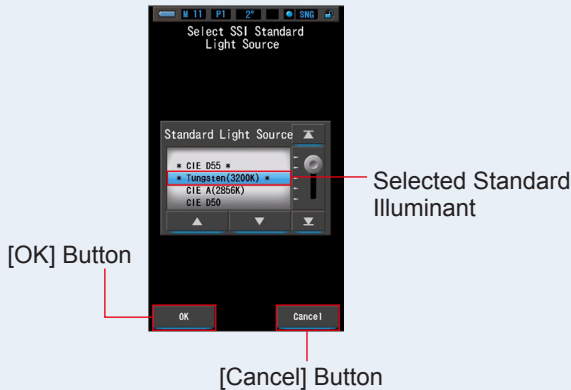 M 11 P1 2° SNG
Select SSI Standard
Light Source
Standard Light Source
* CIE D55 *
* Tungsten(3200K) *
CIE A(2856K)
CIE D50
Selected Standard
Illuminant
[OK] Button
OK
Cancel
[Cancel] Button